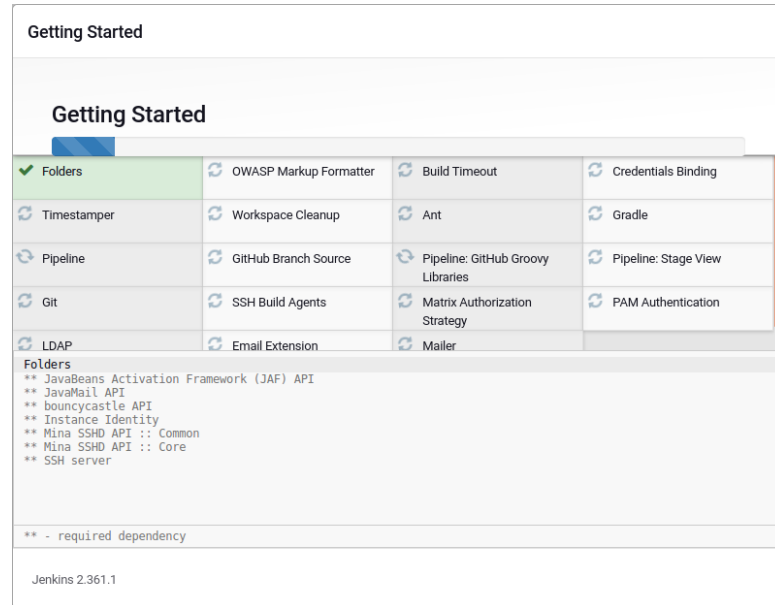 Getting Started
Getting Started
Folders
OWASP Markup Formatter
Build Timeout
Credentials Binding
Timestamper
Workspace Cleanup
Ant
Gradle
Pipeline
GitHub Branch Source
Pipeline: GitHub Groovy
Libraries
Pipeline: Stage View
Git
SSH Build Agents
Matrix Authorization
Strategy
PAM Authentication
LDAP
Email Extension
Mailer
Folders
** JavaBeans Activation Framework (JAF) API
** JavaMail API
** bouncycastle API
** Instance Identity
** Mina SSHD API :: Common
** Mina SSHD API :: Core
** SSH server
** - required dependency
Jenkins 2.361.1